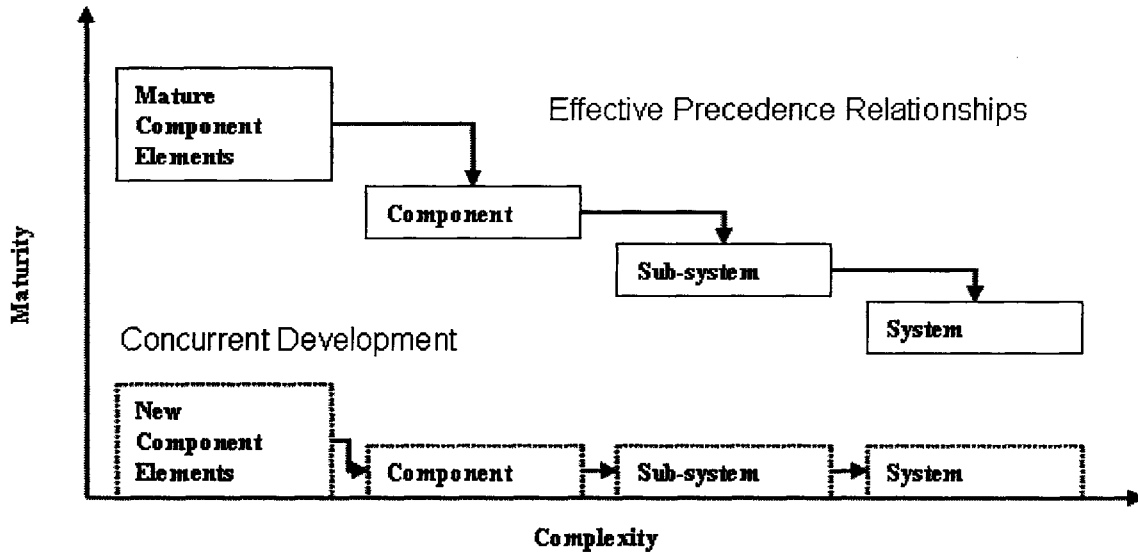 Mature
Component
Elements
Effective Precedence Relationships
Component
Sub-system
System
Maturity
Concurrent Development
New
Component
Elements
Component
Sub-system
System
Complexity